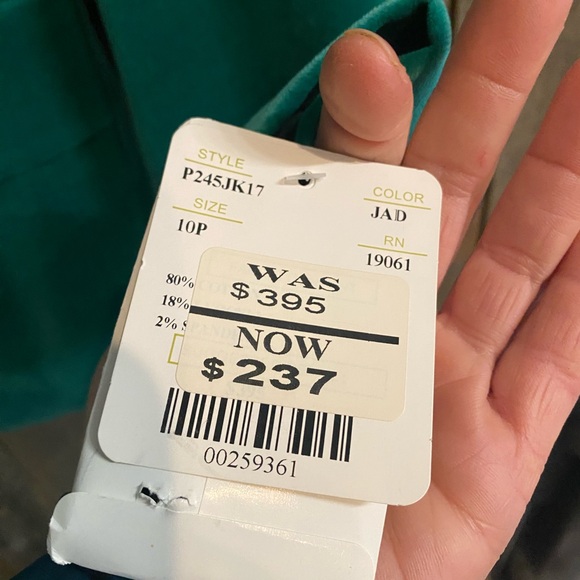 STYLE
P245JK17
COLOR
JAD
SIZE
10P
RN
19061
80%
18%
2%
WAS
$395
NOW
$237
00259361